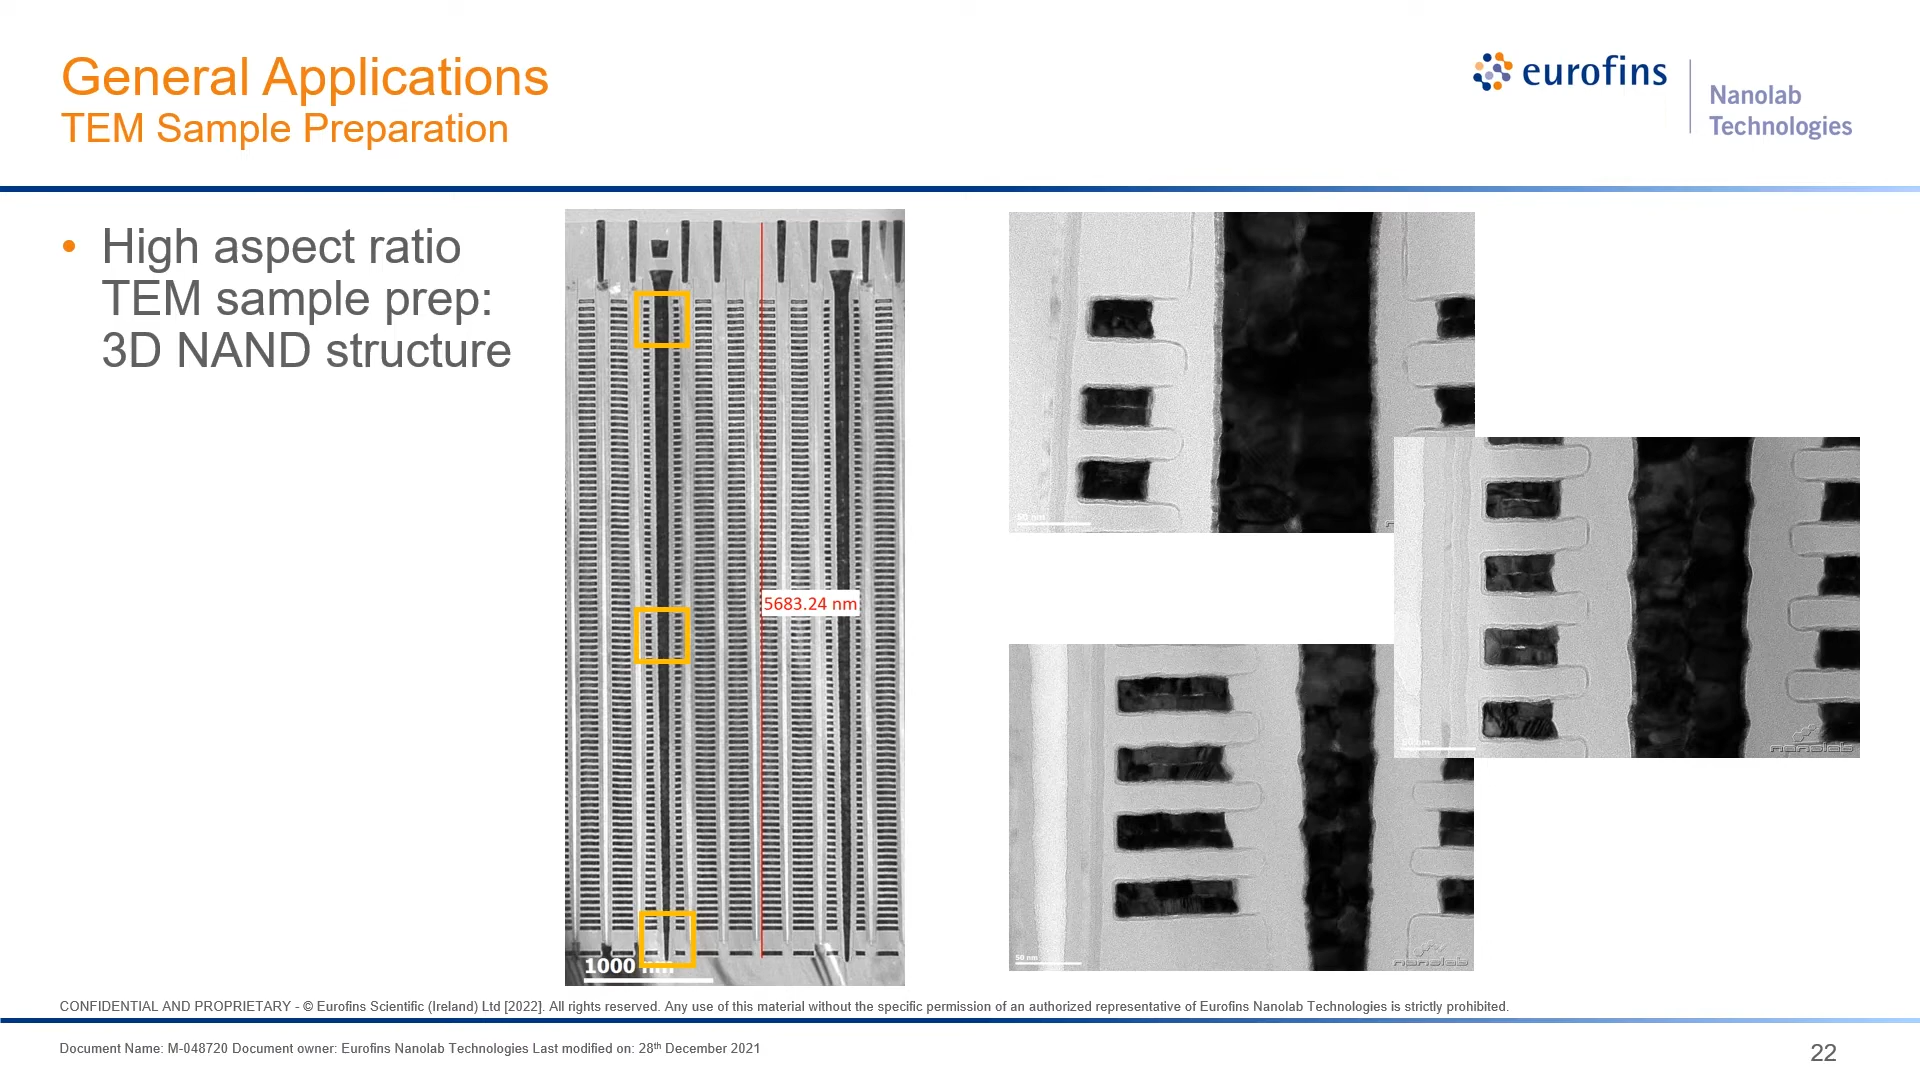 General Applications
TEM Sample Preparation
eurofins
Nanolab
Technologies
• High aspect ratio
TEM sample prep:
3D NAND structure
5683.24 nm
1000 nm
50 nm
50 nm
nanolab
50 nm
nanolab
CONFIDENTIAL AND PROPRIETARY - © Eurofins Scientific (Ireland) Ltd [2022]. All rights reserved. Any use of this material without the specific permission of an authorized representative of Eurofins Nanolab Technologies is strictly prohibited.
Document Name: M-048720 Document owner: Eurofins Nanolab Technologies Last modified on: 28th December 2021
22